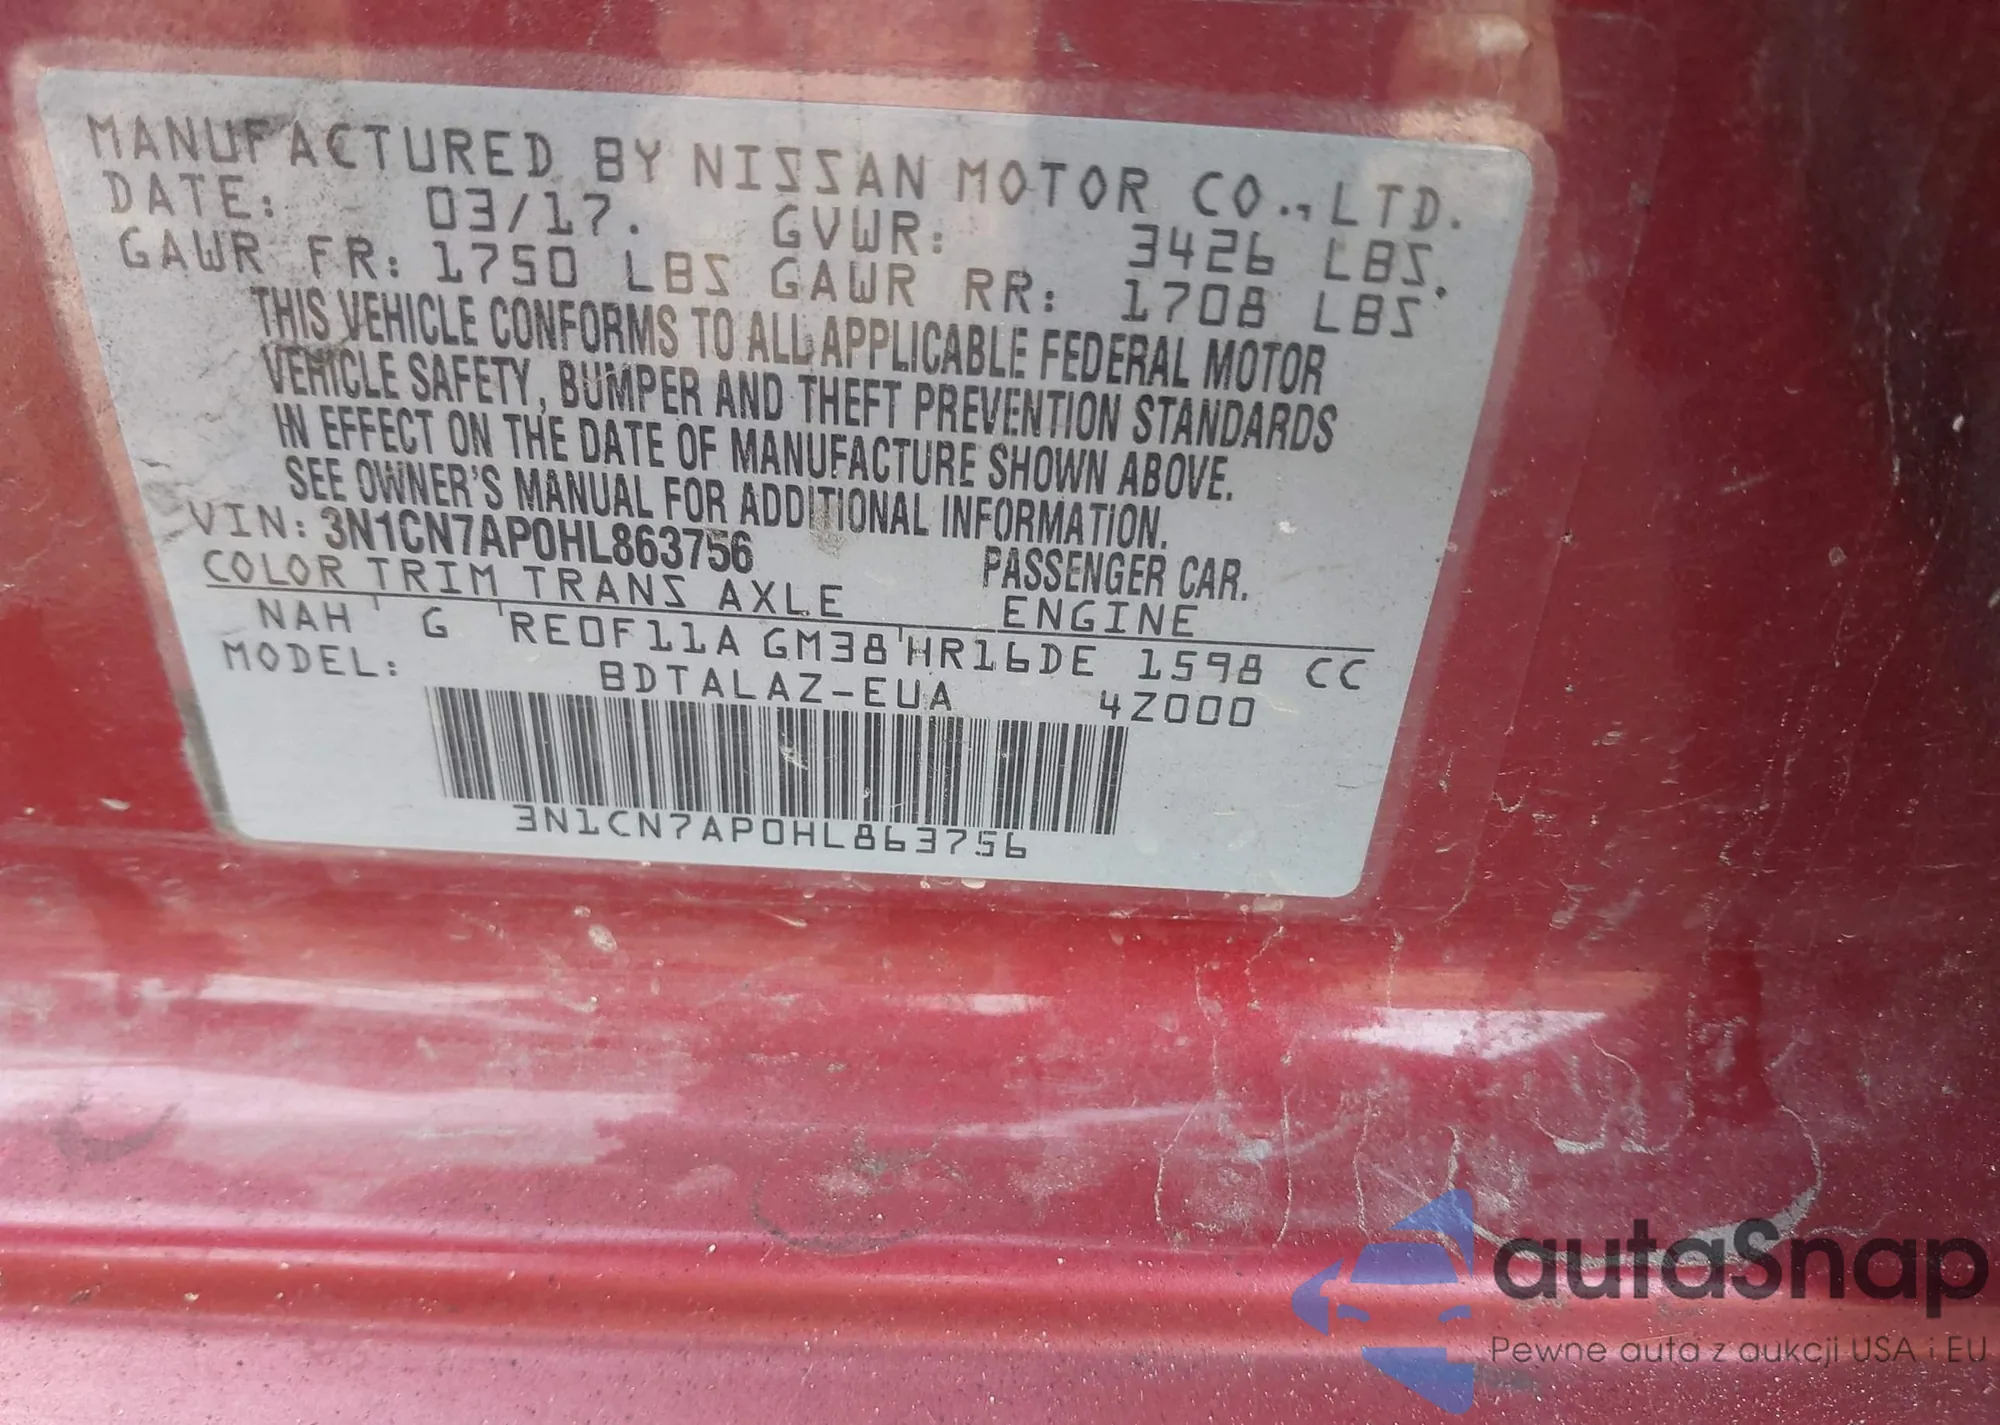 MANUFACTURED BY NISSAN MOTOR CO., LTD.
DATE: 03/17. GVWR: 3426 LBS.
GAWR FR: 1750 LBS GAWR RR: 1708 LBS.
THIS VEHICLE CONFORMS TO ALL APPLICABLE FEDERAL MOTOR
VEHICLE SAFETY, BUMPER AND THEFT PREVENTION STANDARDS
IN EFFECT ON THE DATE OF MANUFACTURE SHOWN ABOVE.
SEE OWNER'S MANUAL FOR ADDITIONAL INFORMATION.
VIN: 3N1CN7AP0HL863756 PASSENGER CAR.
COLOR TRIM TRANS AXLE ENGINE
NAH G RE0F11A GM38 HR16DE 1598 CC
MODEL: BDTALAZ-EUA 4Z000
3N1CN7AP0HL863756
autaSnap
Pewne auta z aukcji USA i EU